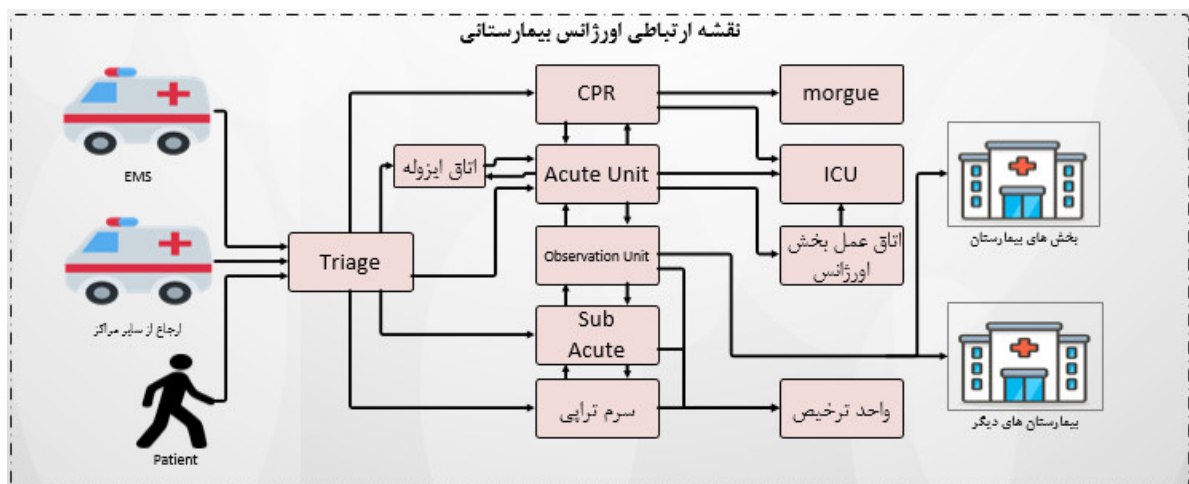 نقشه ارتباطی اورژانس بیمارستانی
EMS
ارجاع از سایر مراکز
Patient
Triage
اتاق ایزوله
CPR
Acute Unit
Observation Unit
Sub
Acute
سرم تراپی
morgue
ICU
اتاق عمل بخش
اورژانس
واحد ترخیص
بخش های بیمارستان
بیمارستان های دیگر